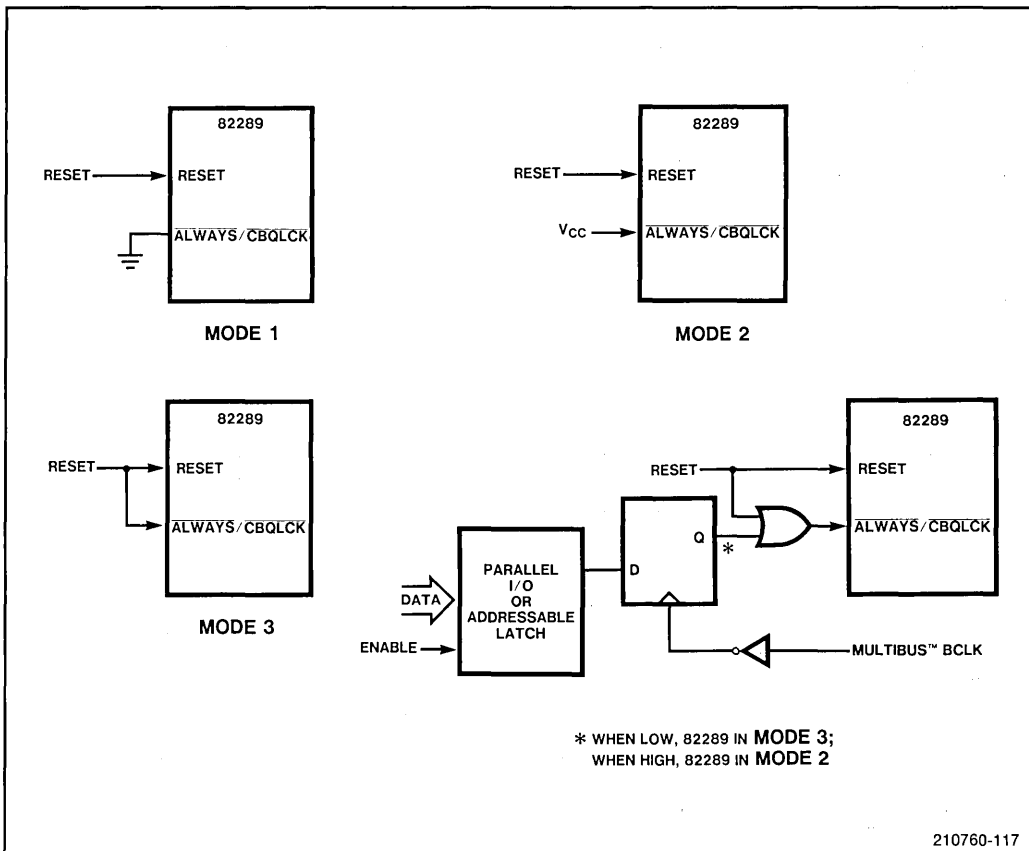 82289
RESET
RESET
ALWAYS/CBQLCK
MODE 1
82289
RESET
RESET
VCC
ALWAYS/CBQLCK
MODE 2
82289
RESET
RESET
ALWAYS/CBQLCK
MODE 3
82289
RESET
RESET
ALWAYS/CBQLCK
Q
*
D
PARALLEL
I/O
OR
ADDRESSABLE
LATCH
DATA
ENABLE
MULTIBUS™ BCLK
* WHEN LOW, 82289 IN MODE 3;
WHEN HIGH, 82289 IN MODE 2
210760-117